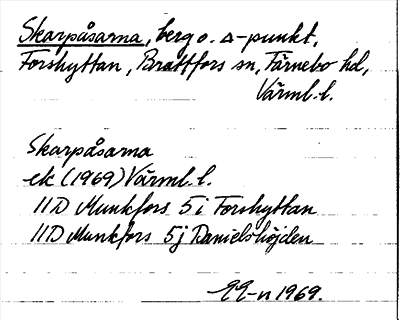 Skarpåsarna, berg o. Δ-punkt,
Forshyttan, Brattfors sn, Färnebo hd,
Värml. l.
Skarpåsarna
ek (1969) Värml. l.
11D Munkfors 5i Forshyttan
11D Munkfors 5j Danielshöjden
1969.